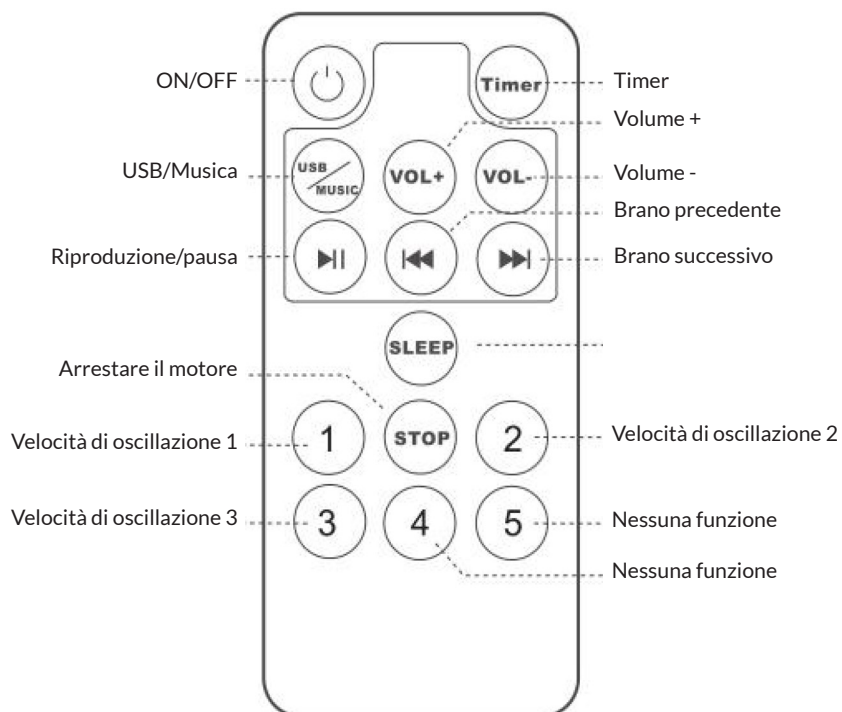 ON/OFF
Timer
Timer
Volume +
USB/Musica
USB/MUSIC
VOL+
VOL-
Volume -
Brano precedente
Riproduzione/pausa
Brano successivo
SLEEP
Arrestare il motore
Velocità di oscillazione 1
1
STOP
2
Velocità di oscillazione 2
Velocità di oscillazione 3
3
4
5
Nessuna funzione
Nessuna funzione